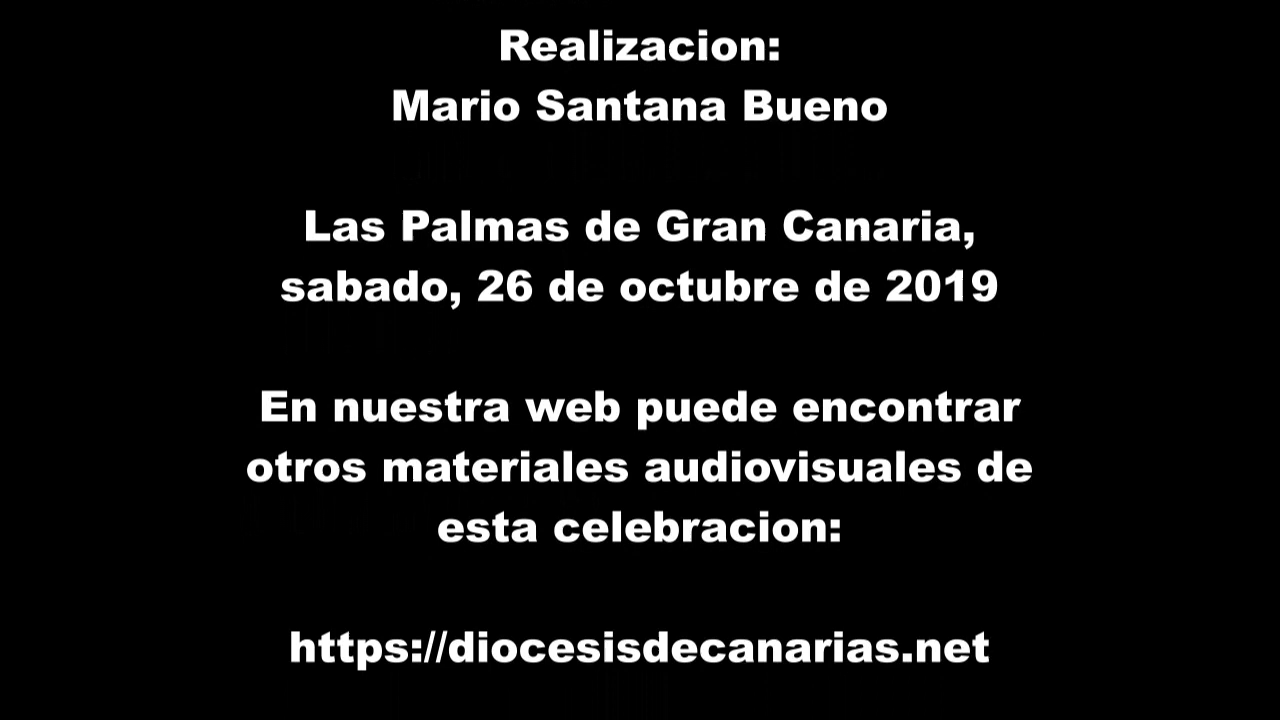 Realizacion:
Mario Santana Bueno
Las Palmas de Gran Canaria,
sabado, 26 de octubre de 2019
En nuestra web puede encontrar
otros materiales audiovisuales de
esta celebracion:
https://diocesisdecanarias.net